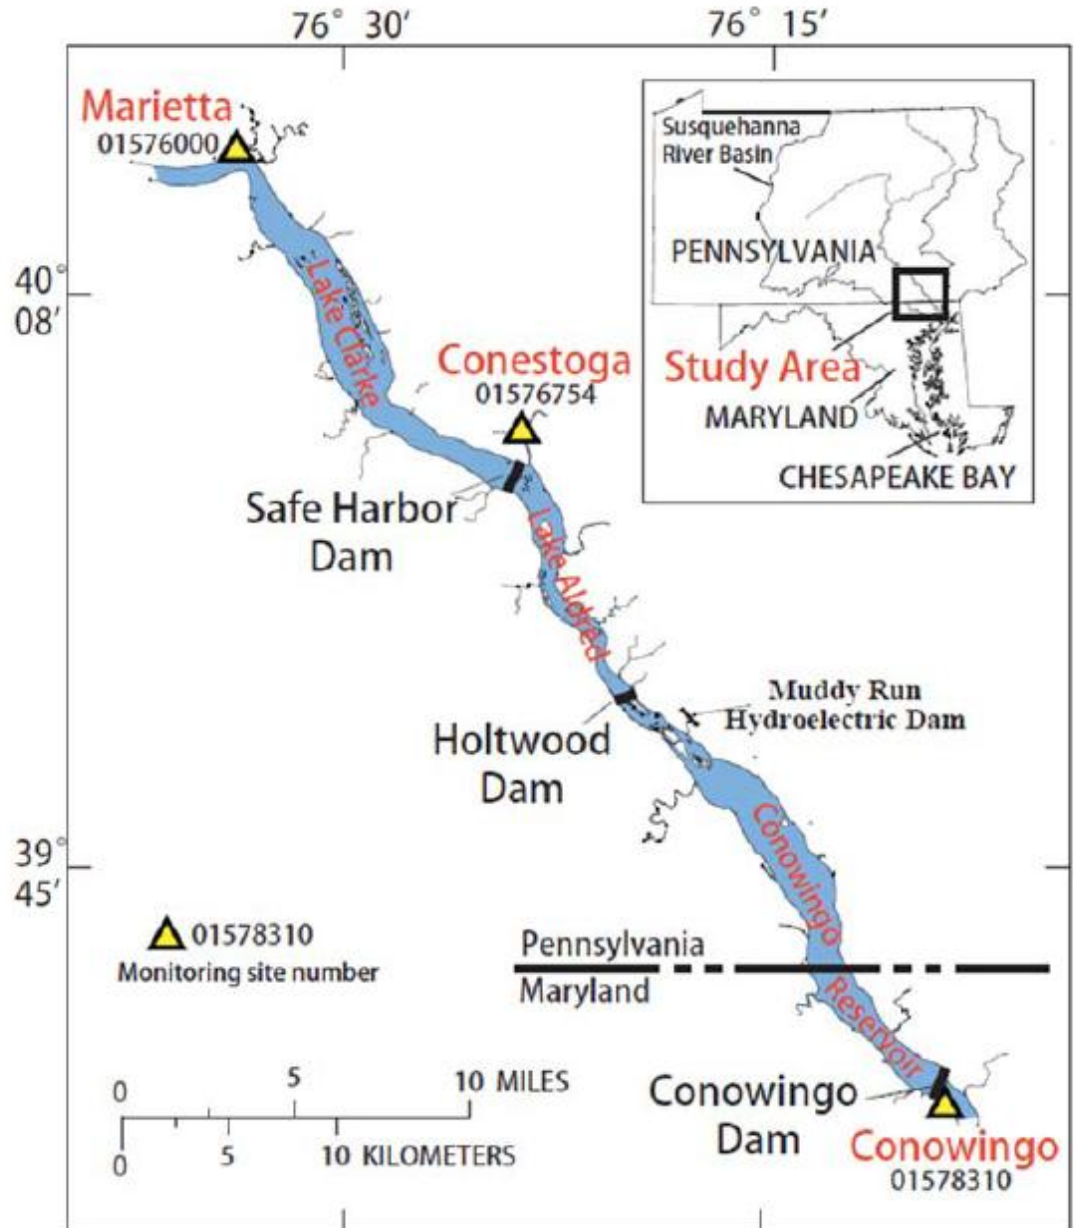 76° 30′
76° 15′
Marietta
01576000
Susquehanna
River Basin
PENNSYLVANIA
40°
08′
Lake Clarke
Conestoga
01576754
Study Area
MARYLAND
CHESAPEAKE BAY
Safe Harbor
Dam
Lake Aldred
Muddy Run
Hydroelectric Dam
Holtwood
Dam
39°
45′
Conowingo
Reservoir
01578310
Monitoring site number
Pennsylvania
Maryland
0 5 10 MILES
0 5 10 KILOMETERS
Conowingo
Dam
Conowingo
01578310